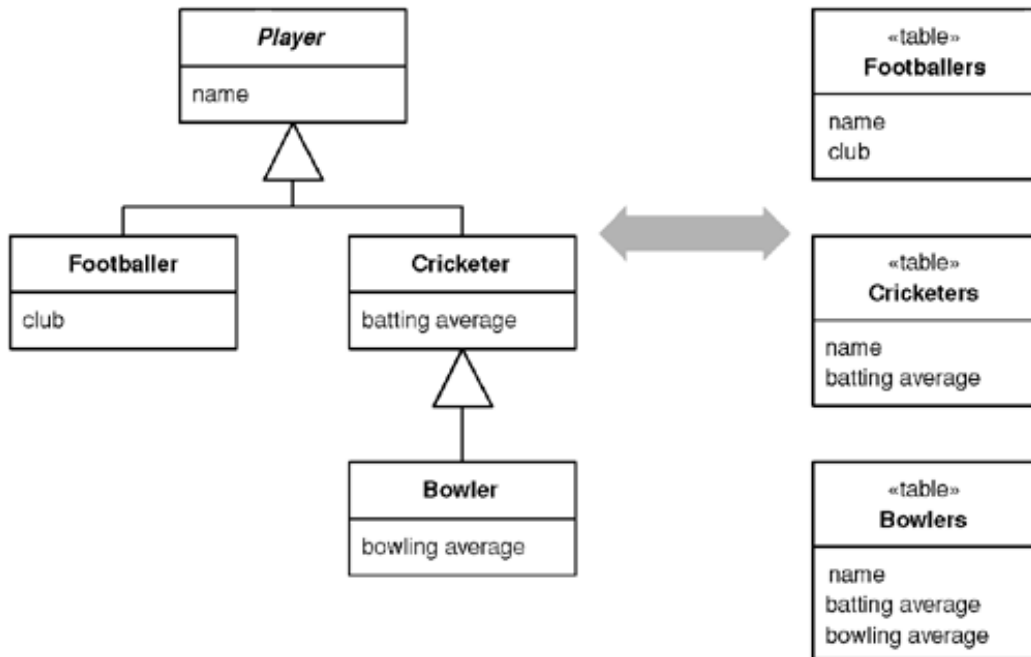 Player
name
Footballer
club
Cricketer
batting average
Bowler
bowling average
«table»
Footballers
name
club
«table»
Cricketers
name
batting average
«table»
Bowlers
name
batting average
bowling average